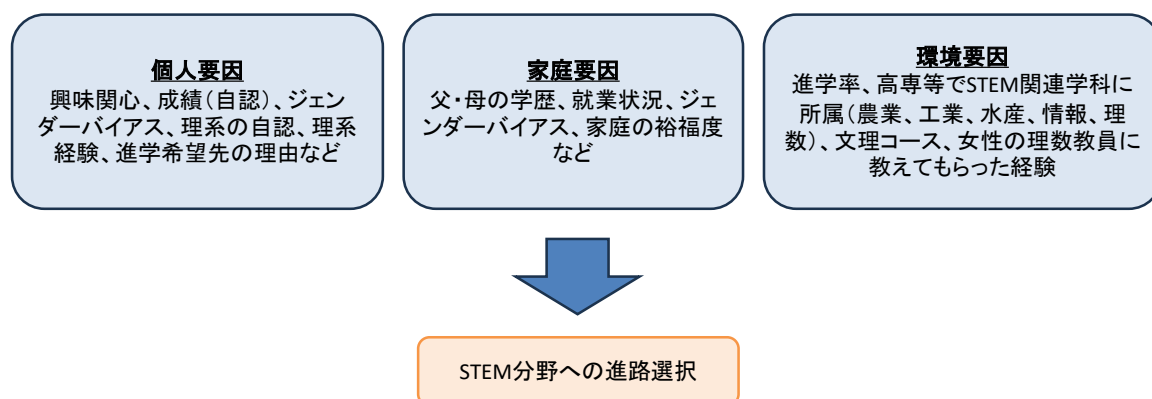 個人要因
興味関心、成績(自認)、ジェン
ダーバイアス、理系の自認、理系
経験、進学希望先の理由など
家庭要因
父・母の学歴、就業状況、ジェ
ンダーバイアス、家庭の裕福度
など
環境要因
進学率、高専等でSTEM関連学科に
所属(農業、工業、水産、情報、理
数)、文理コース、女性の理数教員に
教えてもらった経験
STEM分野への進路選択